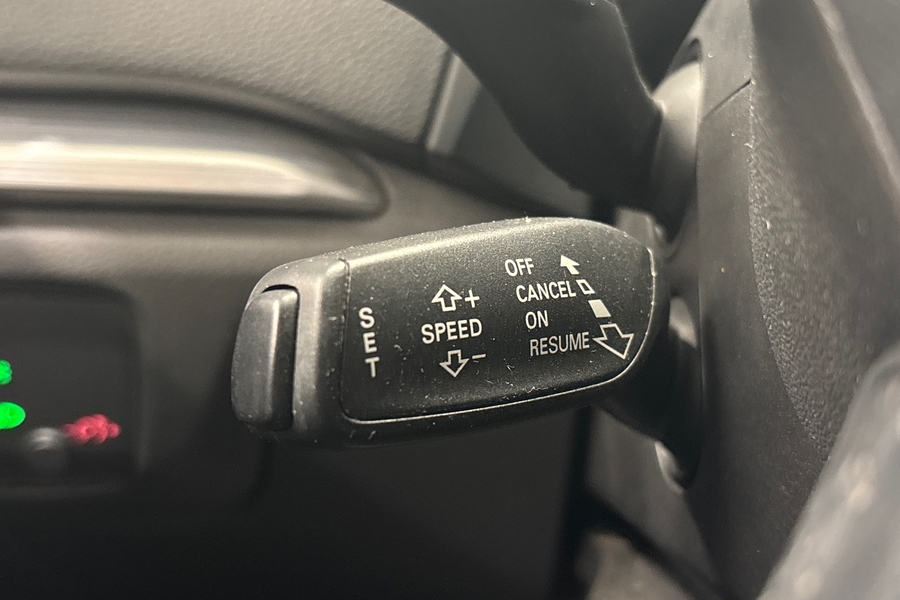 SET
SPEED
+
−
OFF
CANCEL
ON
RESUME